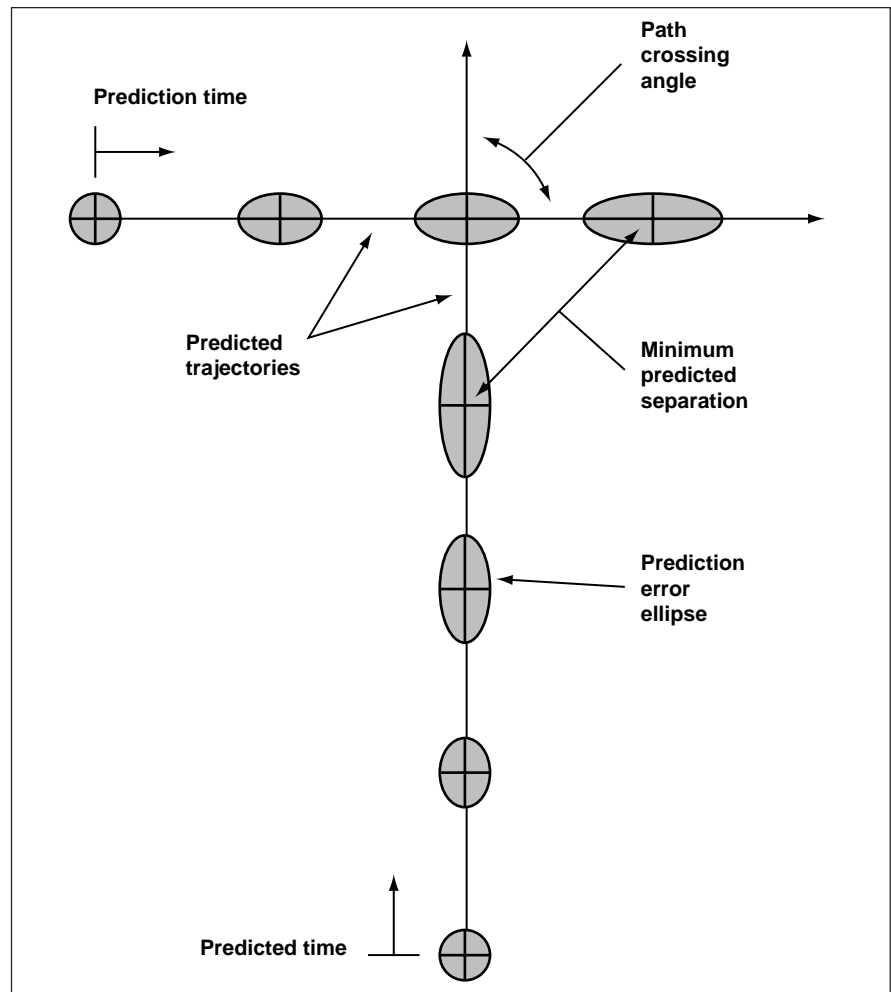 Path
crossing
angle
Prediction time
Predicted
trajectories
Minimum
predicted
separation
Prediction
error
ellipse
Predicted time